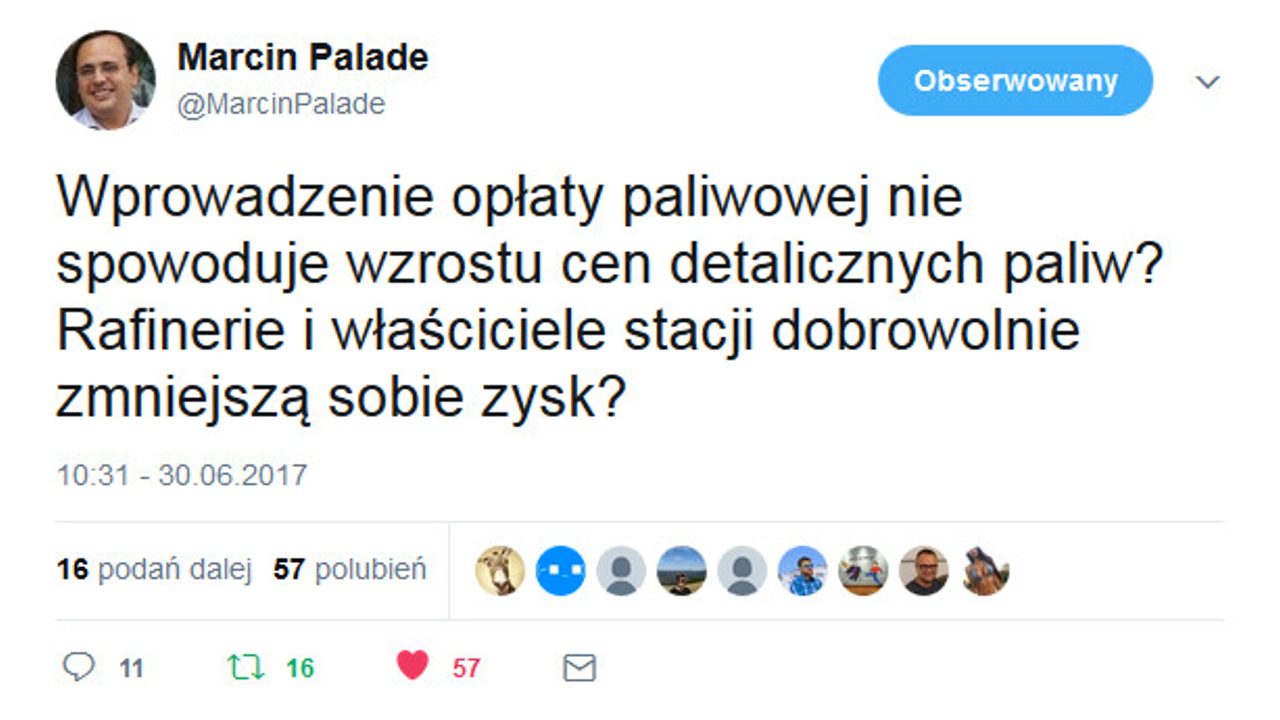 Marcin Palade
@MarcinPalade
Obserwowany
Wprowadzenie opłaty paliwowej nie
spowoduje wzrostu cen detalicznych paliw?
Rafinerie i właściciele stacji dobrowolnie
zmniejszą sobie zysk?
10:31 - 30.06.2017
16 podań dalej 57 polubień
11 16 57